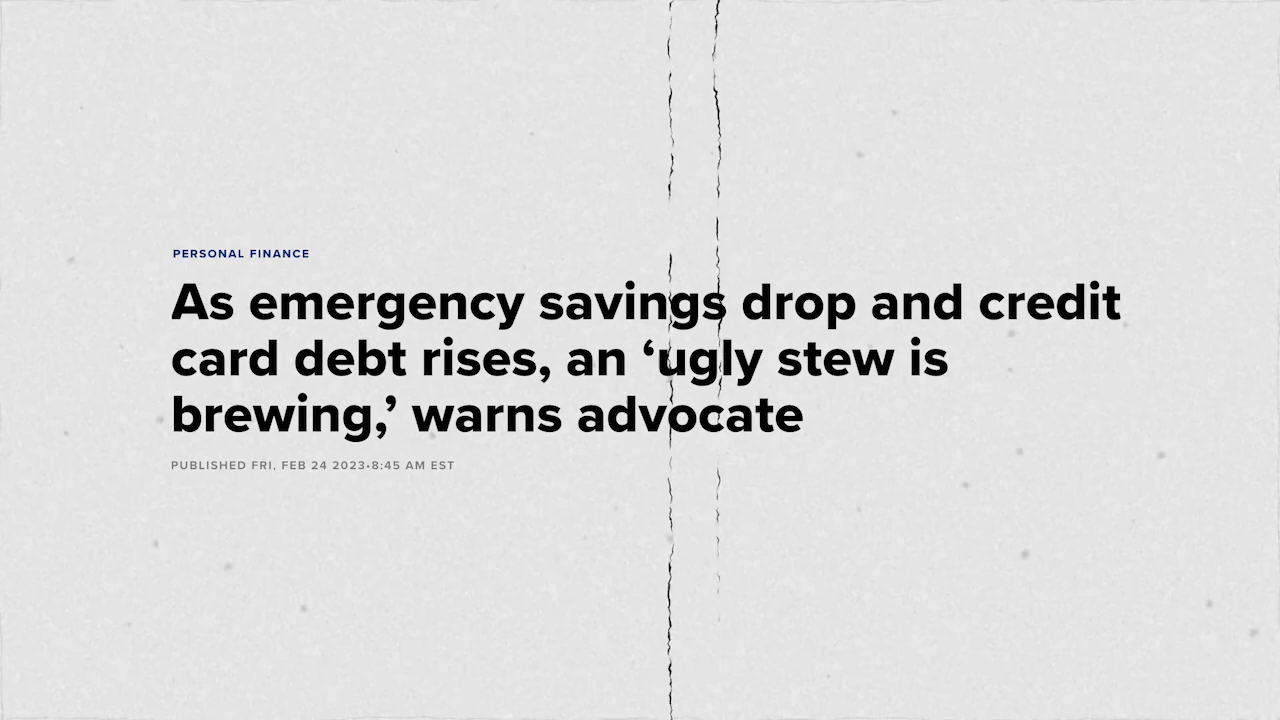 PERSONAL FINANCE
As emergency savings drop and credit
card debt rises, an ‘ugly stew is
brewing,’ warns advocate
PUBLISHED FRI, FEB 24 2023•8:45 AM EST